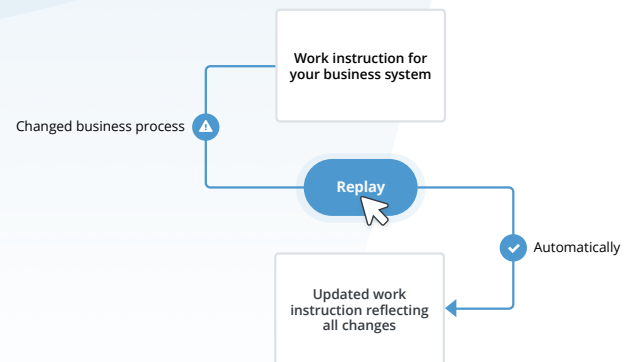 Work instruction for
your business system
Changed business process
Replay
Automatically
Updated work
instruction reflecting
all changes